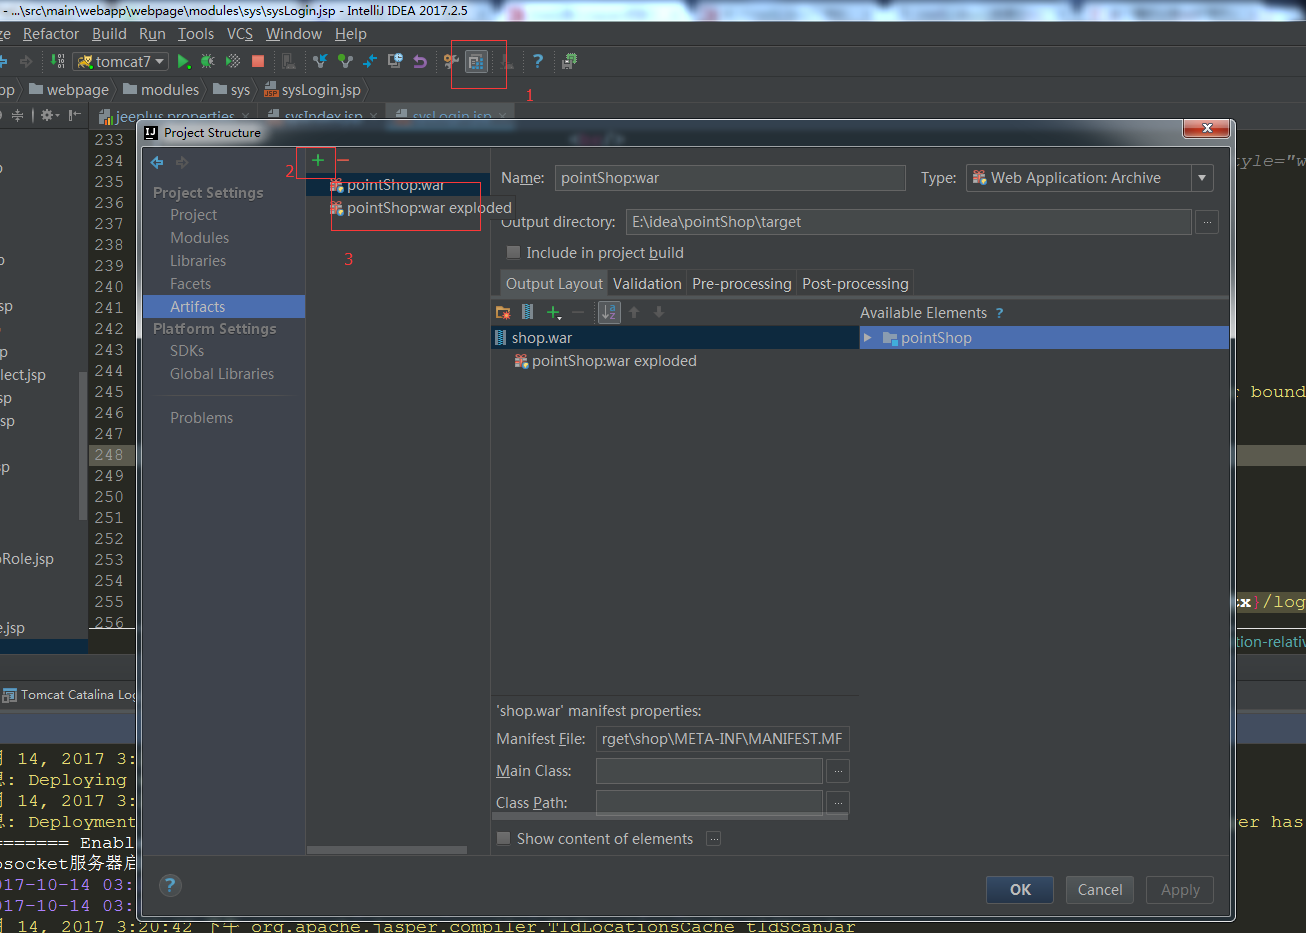 - ...\src\main\webapp\webpage\modules\sys\sysLogin.jsp - IntelliJ IDEA 2017.2.5
ze Refactor Build Run Tools VCS Window Help
tomcat7
pp webpage modules sys sysLogin.jsp
1
jeeplus.properties sysIndex.jsp sysLogin.jsp
Project Structure
233
234
235
236
237
238
239
240
241
242
243
244
245
246
247
248
249
250
251
252
253
254
255
256
sp
p
lect.jsp
sp
sp
sp
Role.jsp
e.jsp
2
3
Project Settings
Project
Modules
Libraries
Facets
Artifacts
Platform Settings
SDKs
Global Libraries
Problems
pointShop:war
pointShop:war exploded
Name: pointShop:war
Type: Web Application: Archive
Output directory: E:\idea\pointShop\target
Include in project build
Output Layout Validation Pre-processing Post-processing
Available Elements ?
shop.war
pointShop:war exploded
pointShop
'shop.war' manifest properties:
Manifest File: rget\shop\META-INF\MANIFEST.MF
Main Class:
Class Path:
Show content of elements
OK Cancel Apply
tyle="w
r bound
x}/log
tion-relativ
Tomcat Catalina Log
14, 2017 3:
: Deploying
14, 2017 3:
: Deployment
er has
======= Enabl
socket服务器启
017-10-14 03:
017-10-14 03:
14, 2017 3:20:42 下午 org.apache.jasper.compiler.TldLocationsCache tldScanJar